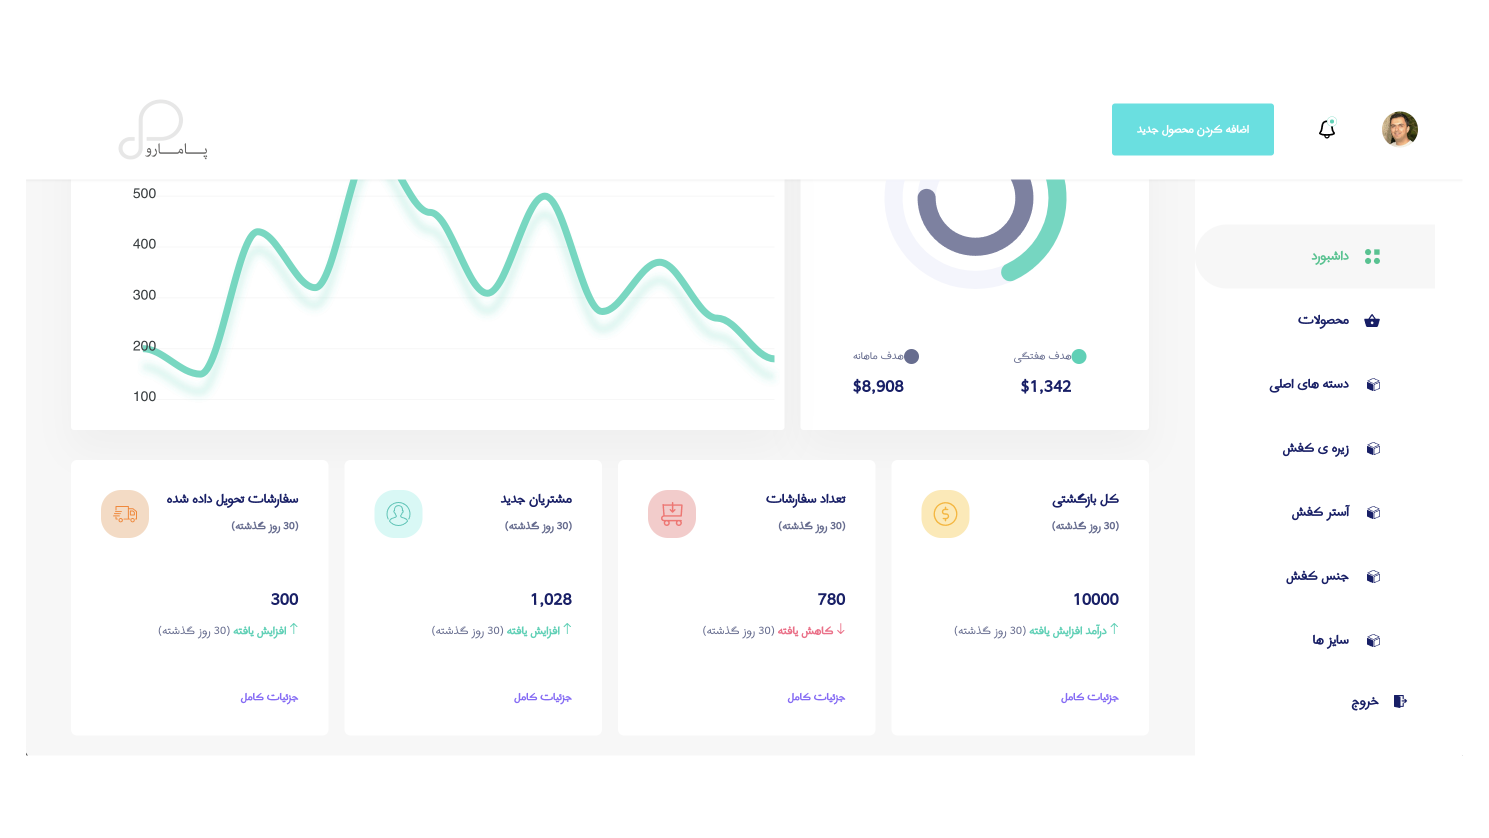 اضافه کردن محصول جدید
پامارو
داشبورد
محصولات
دسته های اصلی
زیره ی کفش
آستر کفش
جنس کفش
سایز ها
خروج
هدف هفتگی
$1,342
هدف ماهانه
$8,908
500
400
300
200
100
کل بازگشتی
(30 روز گذشته)
10000
↑ درآمد افزایش یافته (30 روز گذشته)
جزئیات کامل
تعداد سفارشات
(30 روز گذشته)
780
↓ کاهش یافته (30 روز گذشته)
جزئیات کامل
مشتریان جدید
(30 روز گذشته)
1,028
↑ افزایش یافته (30 روز گذشته)
جزئیات کامل
سفارشات تحویل داده شده
(30 روز گذشته)
300
↑ افزایش یافته (30 روز گذشته)
جزئیات کامل